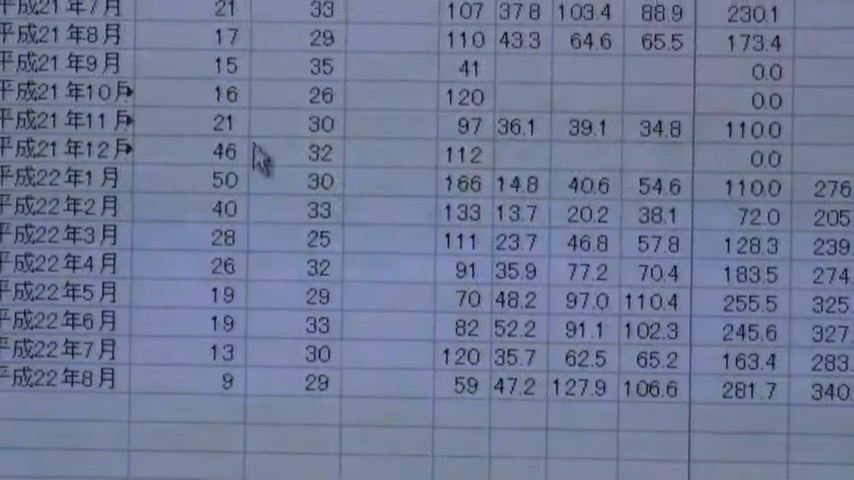 平成21年7月 21 33 107 37.8 103.4 88.9 230.1
平成21年8月 17 29 110 43.3 64.6 65.5 173.4
平成21年9月 15 35 41 0.0
平成21年10月 16 26 120 0.0
平成21年11月 21 30 97 36.1 39.1 34.8 110.0
平成21年12月 46 32 112 0.0
平成22年1月 50 30 166 14.8 40.6 54.6 110.0 276
平成22年2月 40 33 133 13.7 20.2 38.1 72.0 205
平成22年3月 28 25 111 23.7 46.8 57.8 128.3 239.
平成22年4月 26 32 91 35.9 77.2 70.4 183.5 274.
平成22年5月 19 29 70 48.2 97.0 110.4 255.5 325.
平成22年6月 19 33 82 52.2 91.1 102.3 245.6 327.
平成22年7月 13 30 120 35.7 62.5 65.2 163.4 283.
平成22年8月 9 29 59 47.2 127.9 106.6 281.7 340.